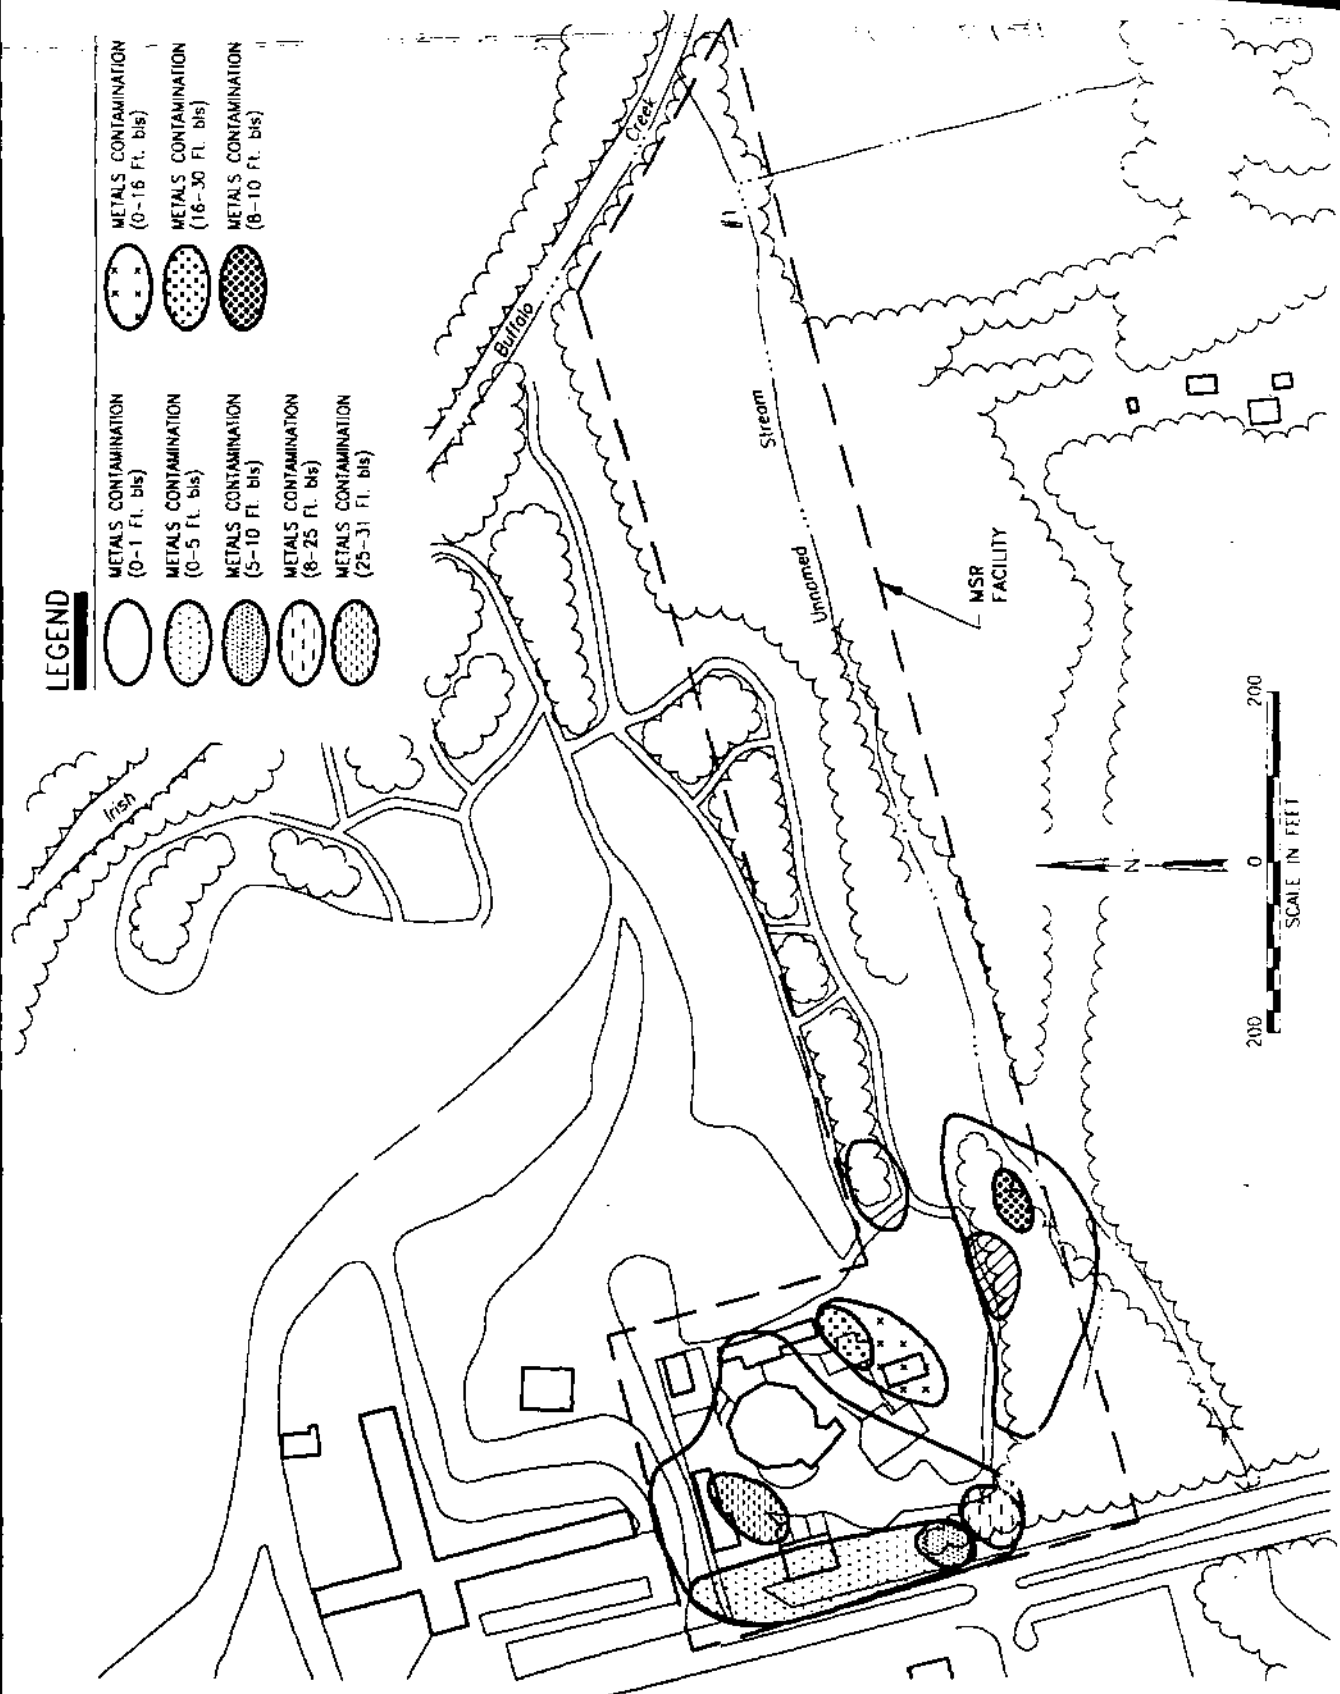 LEGEND
METALS CONTAMINATION
(0-1 Ft. bls)
METALS CONTAMINATION
(0-5 Ft. bls)
METALS CONTAMINATION
(5-10 Ft. bls)
METALS CONTAMINATION
(8-25 Ft. bls)
METALS CONTAMINATION
(25-31 Ft. bls)
METALS CONTAMINATION
(0-16 Ft. bls)
METALS CONTAMINATION
(16-30 Ft. bls)
METALS CONTAMINATION
(8-10 Ft. bls)
Irish
Buffalo
Creek
Unnamed
Stream
MSR
FACILITY
N
200
0
200
SCALE IN FEET